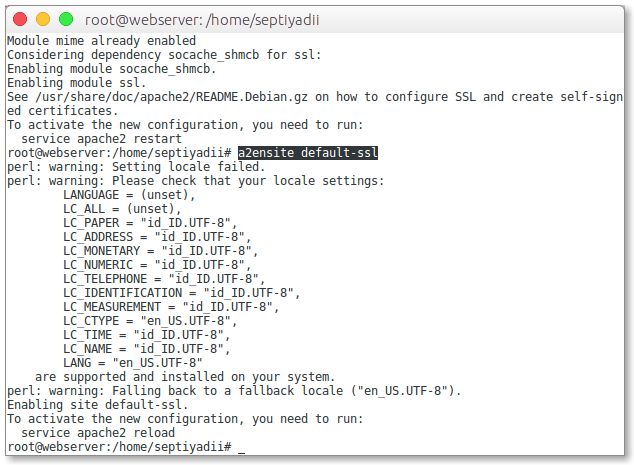 root@webserver: /home/septiyadii
Module mime already enabled
Considering dependency socache_shmcb for ssl:
Enabling module socache_shmcb.
Enabling module ssl.
See /usr/share/doc/apache2/README.Debian.gz on how to configure SSL and create self-sign
ed certificates.
To activate the new configuration, you need to run:
  service apache2 restart
root@webserver:/home/septiyadii# a2ensite default-ssl
perl: warning: Setting locale failed.
perl: warning: Please check that your locale settings:
        LANGUAGE = (unset),
        LC_ALL = (unset),
        LC_PAPER = "id_ID.UTF-8",
        LC_ADDRESS = "id_ID.UTF-8",
        LC_MONETARY = "id_ID.UTF-8",
        LC_NUMERIC = "id_ID.UTF-8",
        LC_TELEPHONE = "id_ID.UTF-8",
        LC_IDENTIFICATION = "id_ID.UTF-8",
        LC_MEASUREMENT = "id_ID.UTF-8",
        LC_CTYPE = "en_US.UTF-8",
        LC_TIME = "id_ID.UTF-8",
        LC_NAME = "id_ID.UTF-8",
        LANG = "en_US.UTF-8"
    are supported and installed on your system.
perl: warning: Falling back to a fallback locale ("en_US.UTF-8").
Enabling site default-ssl.
To activate the new configuration, you need to run:
  service apache2 reload
root@webserver:/home/septiyadii# _